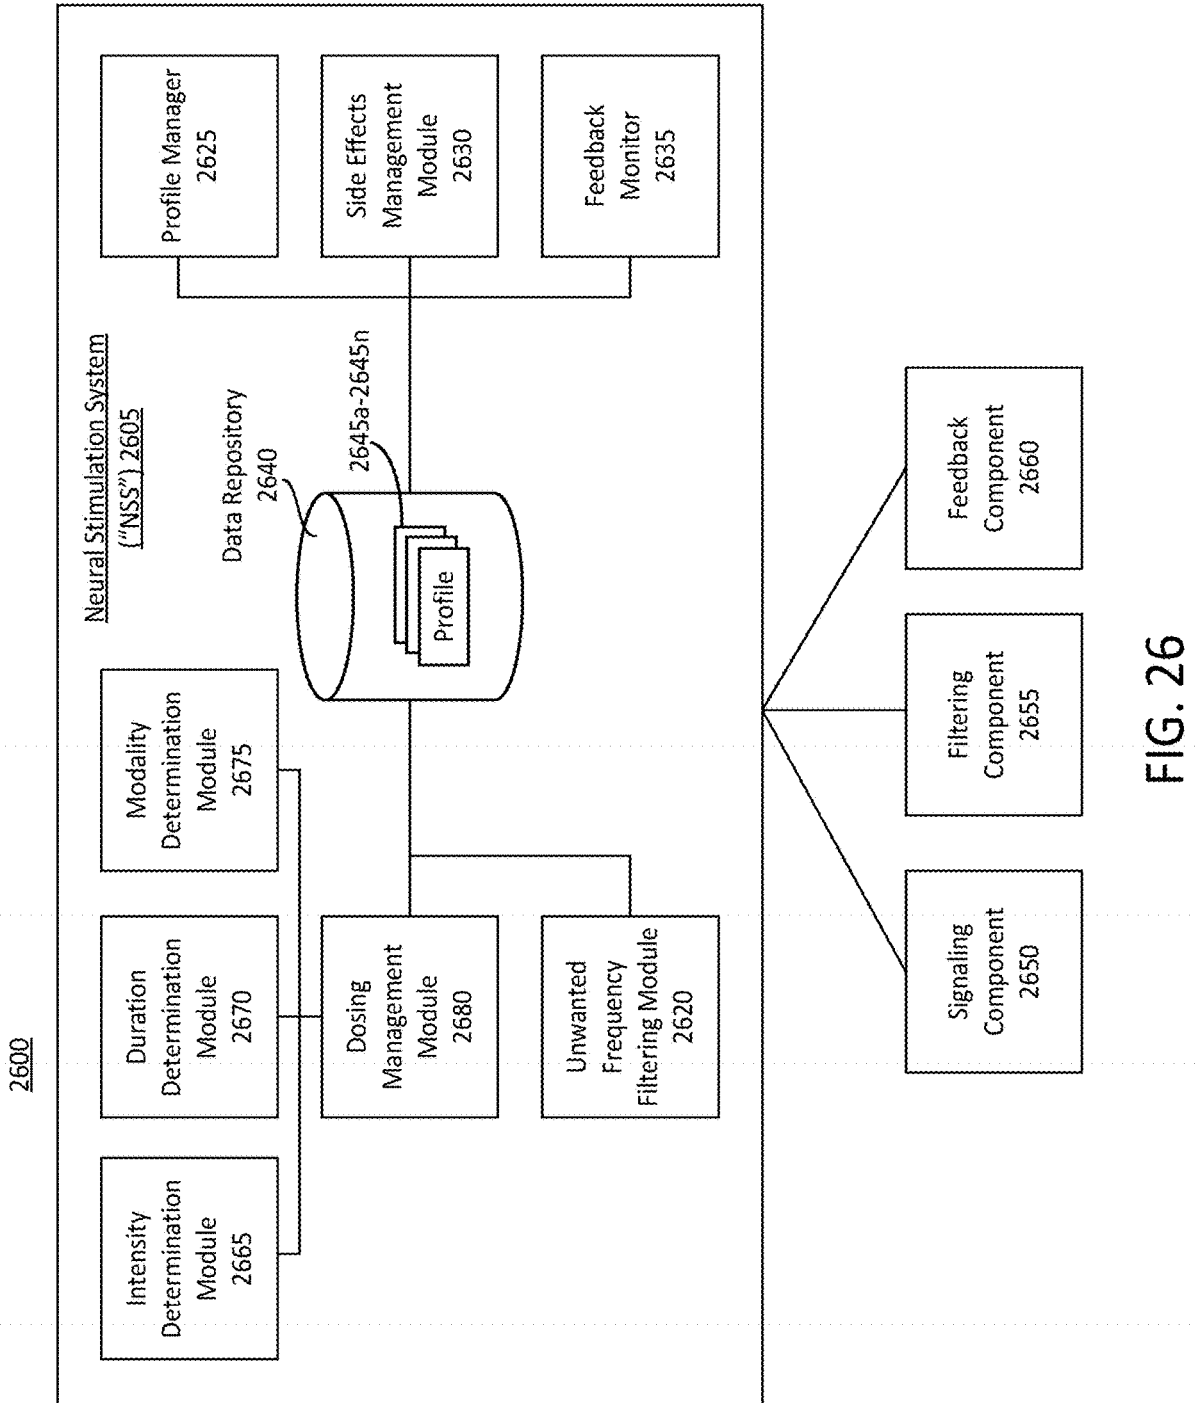 2600
Neural Stimulation System
("NSS") 2605
Intensity
Determination
Module
2665
Duration
Determination
Module
2670
Modality
Determination
Module
2675
Profile Manager
2625
Dosing
Management
Module
2680
Data Repository
2640
2645a-2645n
Profile
Side Effects
Management
Module
2630
Unwanted
Frequency
Filtering Module
2620
Feedback
Monitor
2635
Signaling
Component
2650
Filtering
Component
2655
Feedback
Component
2660
FIG. 26